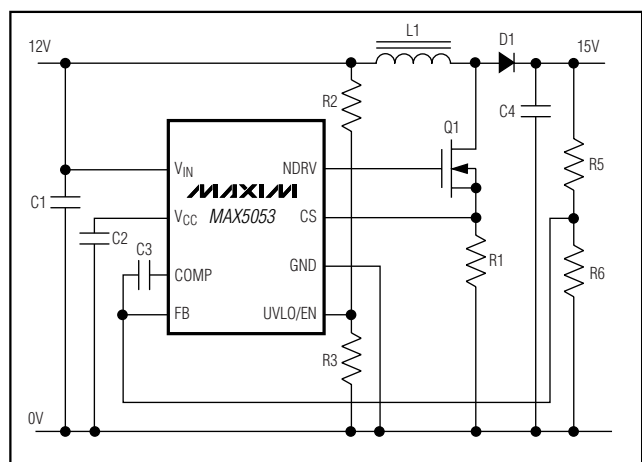 12V
L1
D1
15V
R2
C4
Q1
R5
VIN
NDRV
MAXIM
C1
MAX5053
VCC
CS
C2
C3
R1
GND
COMP
R6
FB
UVLO/EN
R3
0V